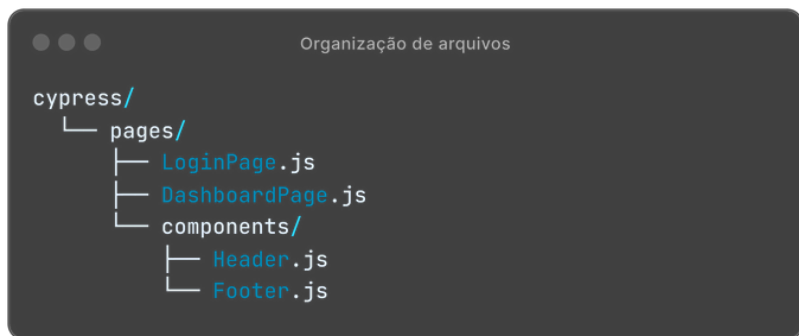 Organização de arquivos
cypress/
└── pages/
├── LoginPage.js
├── DashboardPage.js
└── components/
├── Header.js
└── Footer.js